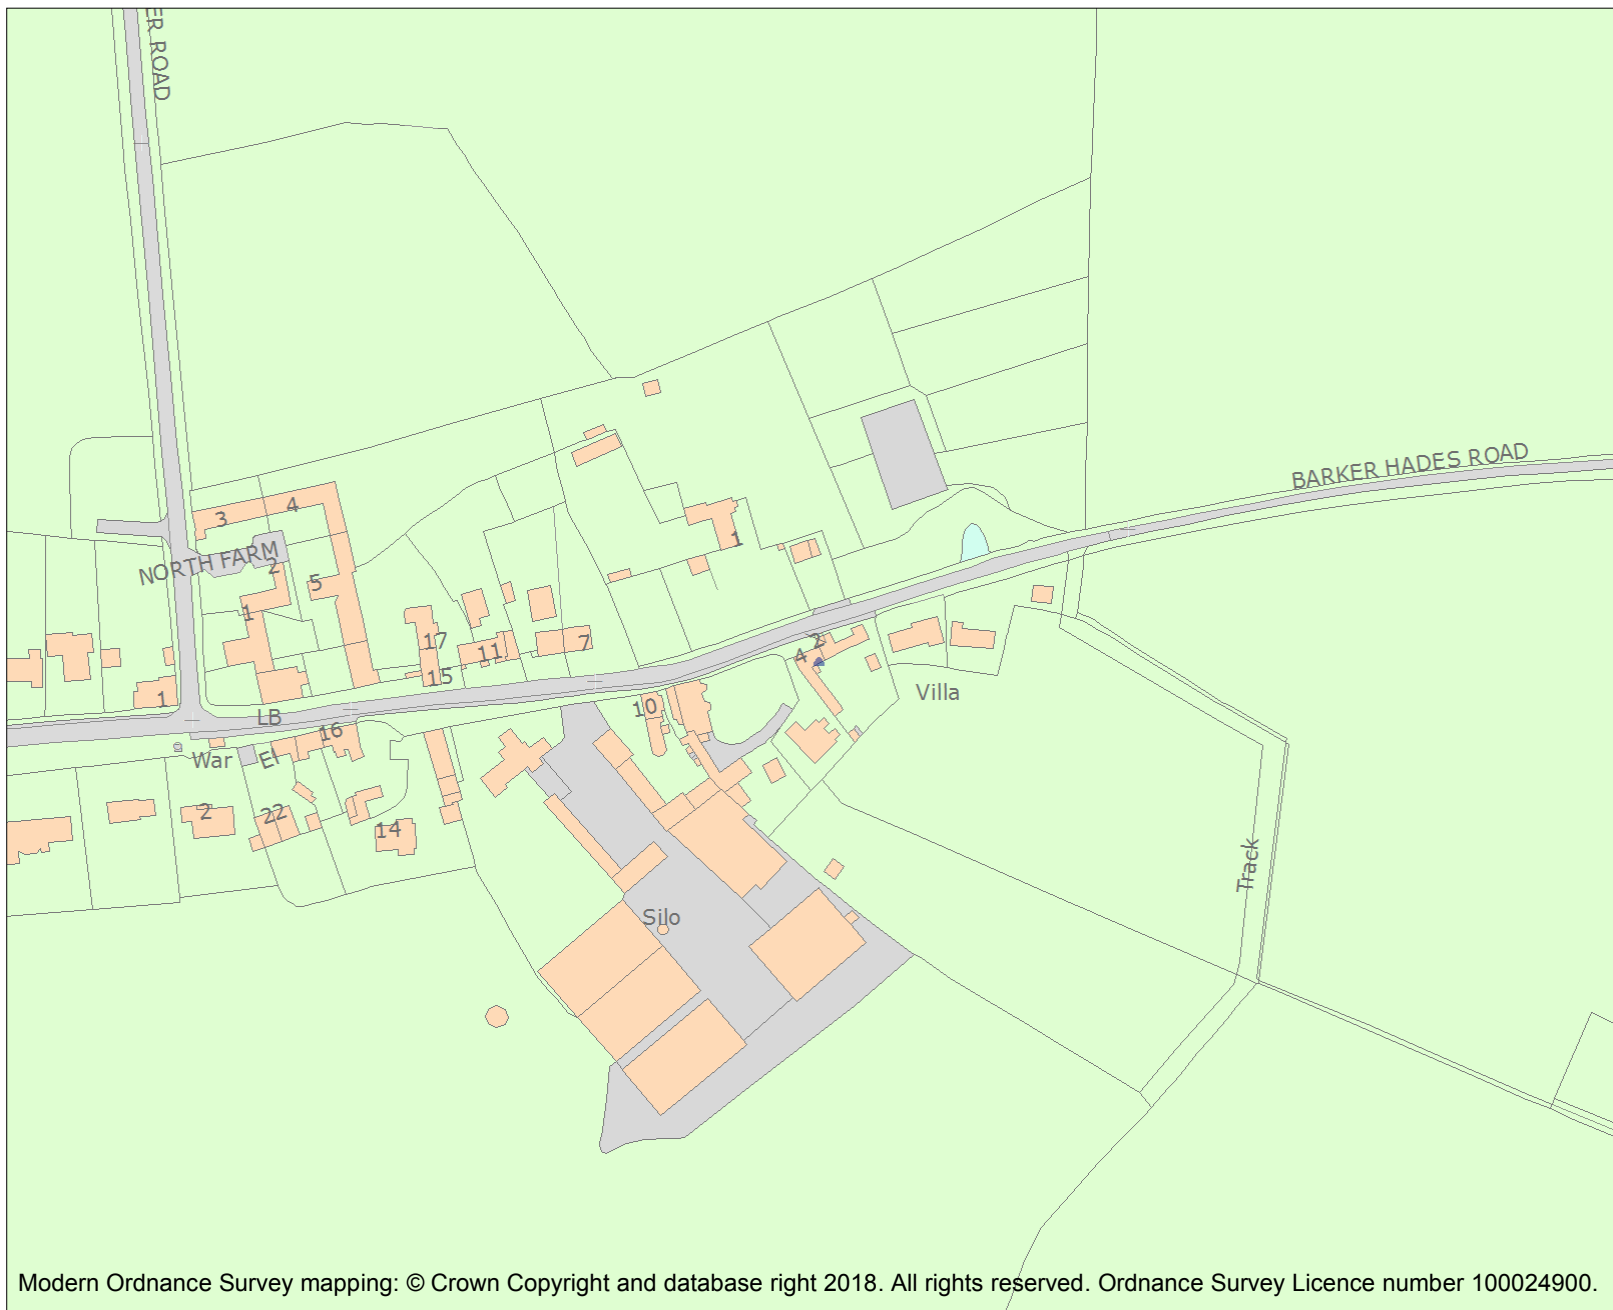 ER ROAD
BARKER HADES ROAD
3
4
NORTH FARM
2
5
1
1
17
11
7
15
2
4
Villa
1
10
LB
16
War
El
2
22
14
Track
Silo
Modern Ordnance Survey mapping: © Crown Copyright and database right 2018. All rights reserved. Ordnance Survey Licence number 100024900.